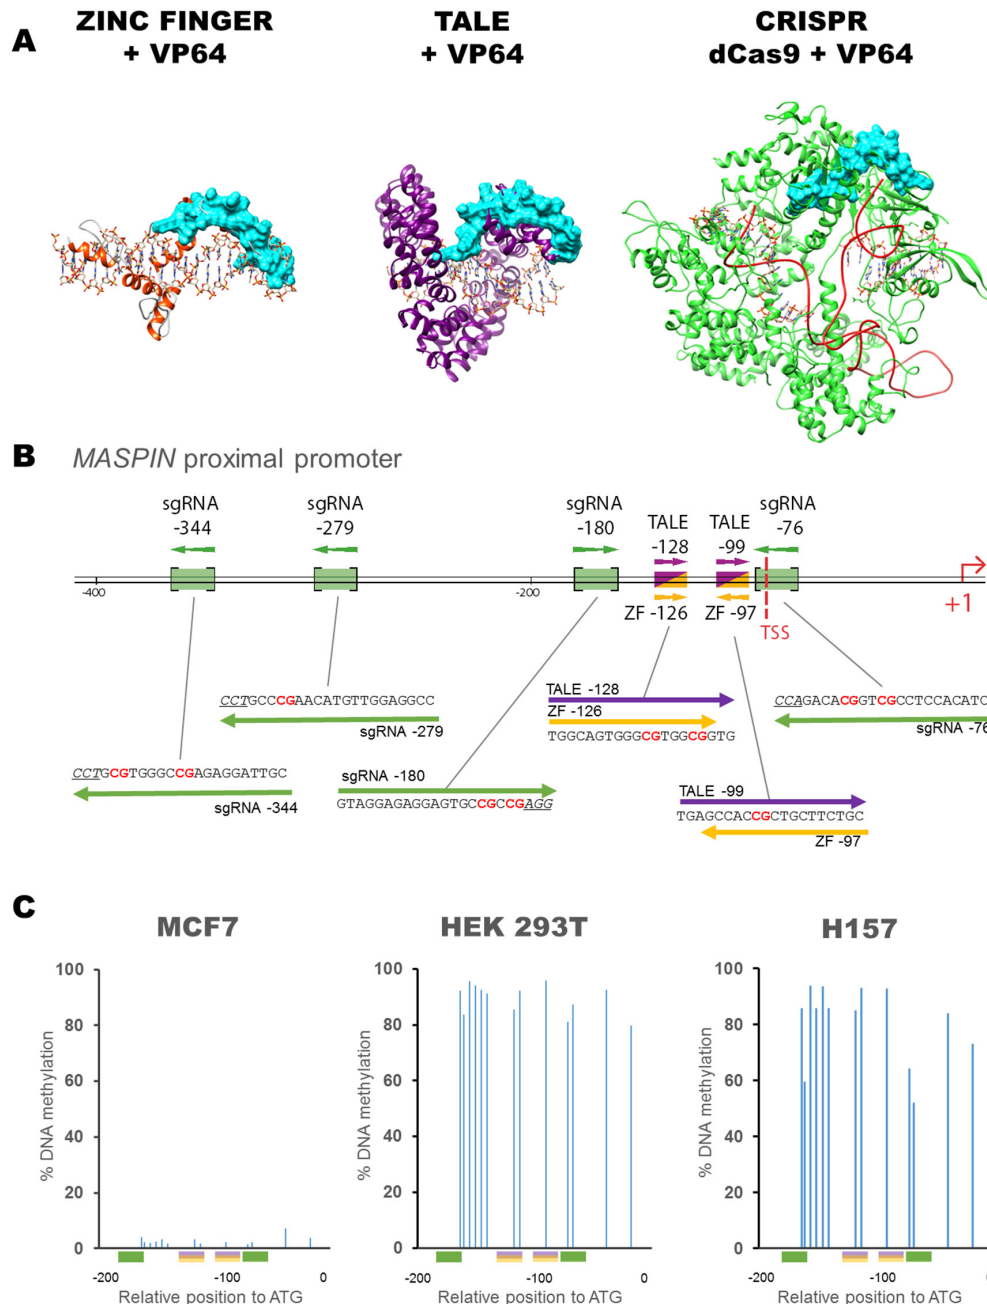 A
ZINC FINGER
+ VP64
TALE
+ VP64
CRISPR
dCas9 + VP64
B
MASPIN proximal promoter
sgRNA
-344
sgRNA
-279
sgRNA
-180
TALE
-128
TALE
-99
sgRNA
-76
-400
-200
ZF -126
ZF -97
TSS
+1
CCTGCCCGAACATGTTGGAGGCC
sgRNA -279
TALE -128
ZF -126
TGGCAGTGGGCGTGGCGGTG
CCAGACACGGTCGCCTCCACATC
sgRNA -76
CCTGCGTGGGCCGAGAGGATTGC
sgRNA -344
sgRNA -180
GTAGGAGAGGAGTGCCGCCGAGG
TALE -99
TGAGCCACCGCTGCTTCTGC
ZF -97
C
MCF7
HEK 293T
H157
% DNA methylation
100
80
60
40
20
0
-200
-100
0
Relative position to ATG
% DNA methylation
100
80
60
40
20
0
-200
-100
0
Relative position to ATG
% DNA methylation
100
80
60
40
20
0
-200
-100
0
Relative position to ATG